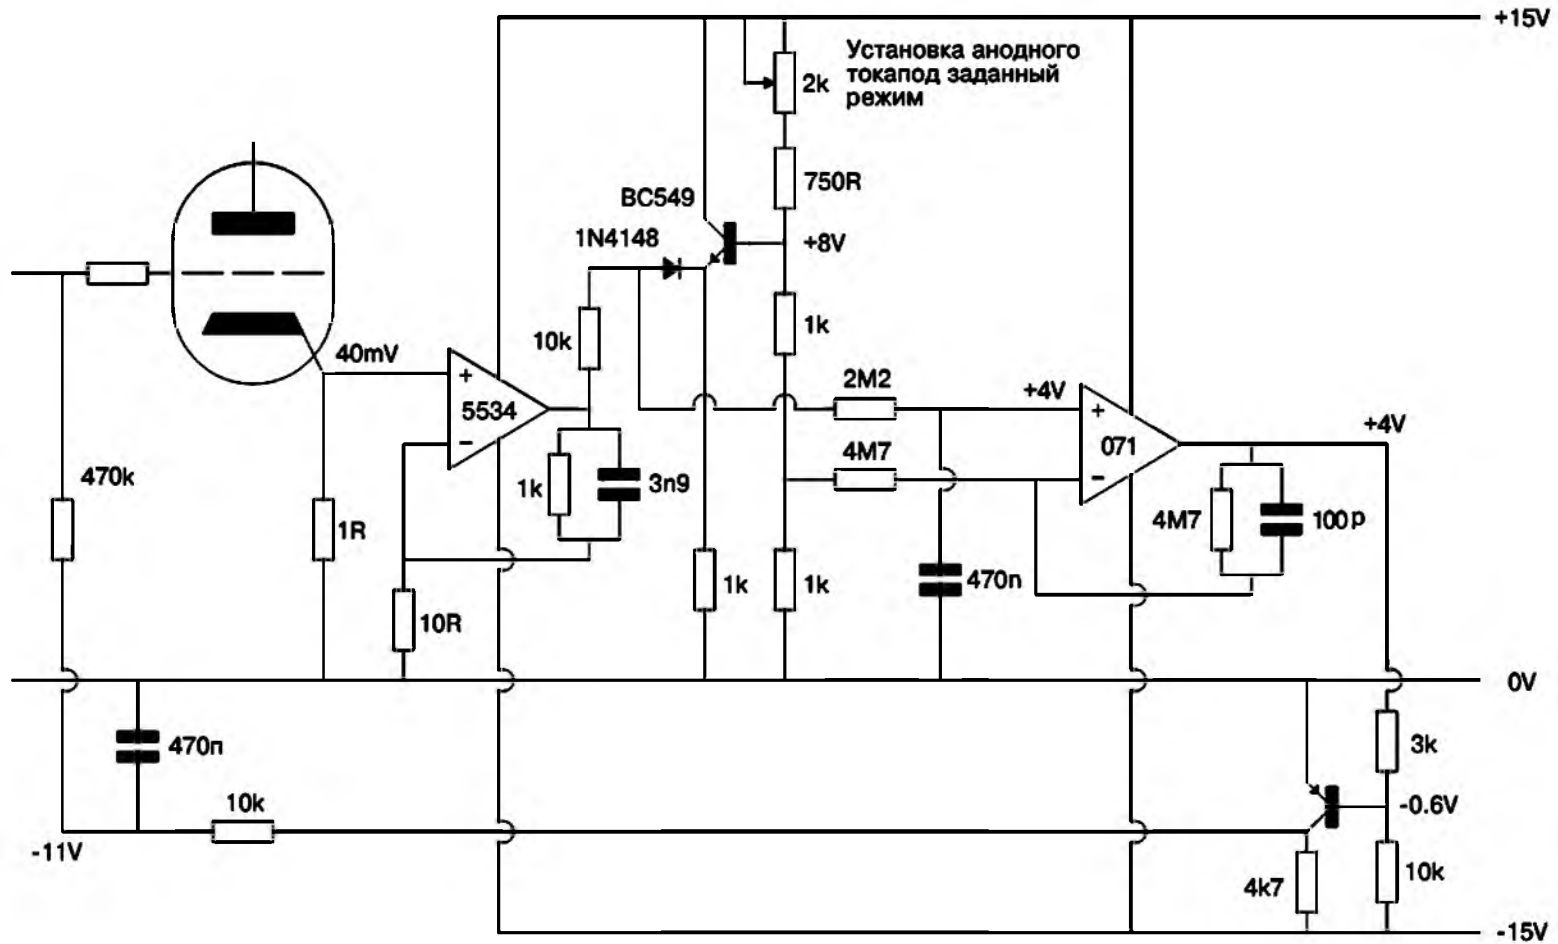 +15V
Установка анодного
токапод заданный
режим
2k
750R
BC549
1N4148
+8V
10k
1k
40mV
2M2
+4V
+
5534
−
+
071
−
+4V
4M7
470k
1k
3n9
1R
4M7
100p
10R
1k
1k
470n
0V
470п
3k
10k
-0.6V
-11V
4k7
10k
-15V